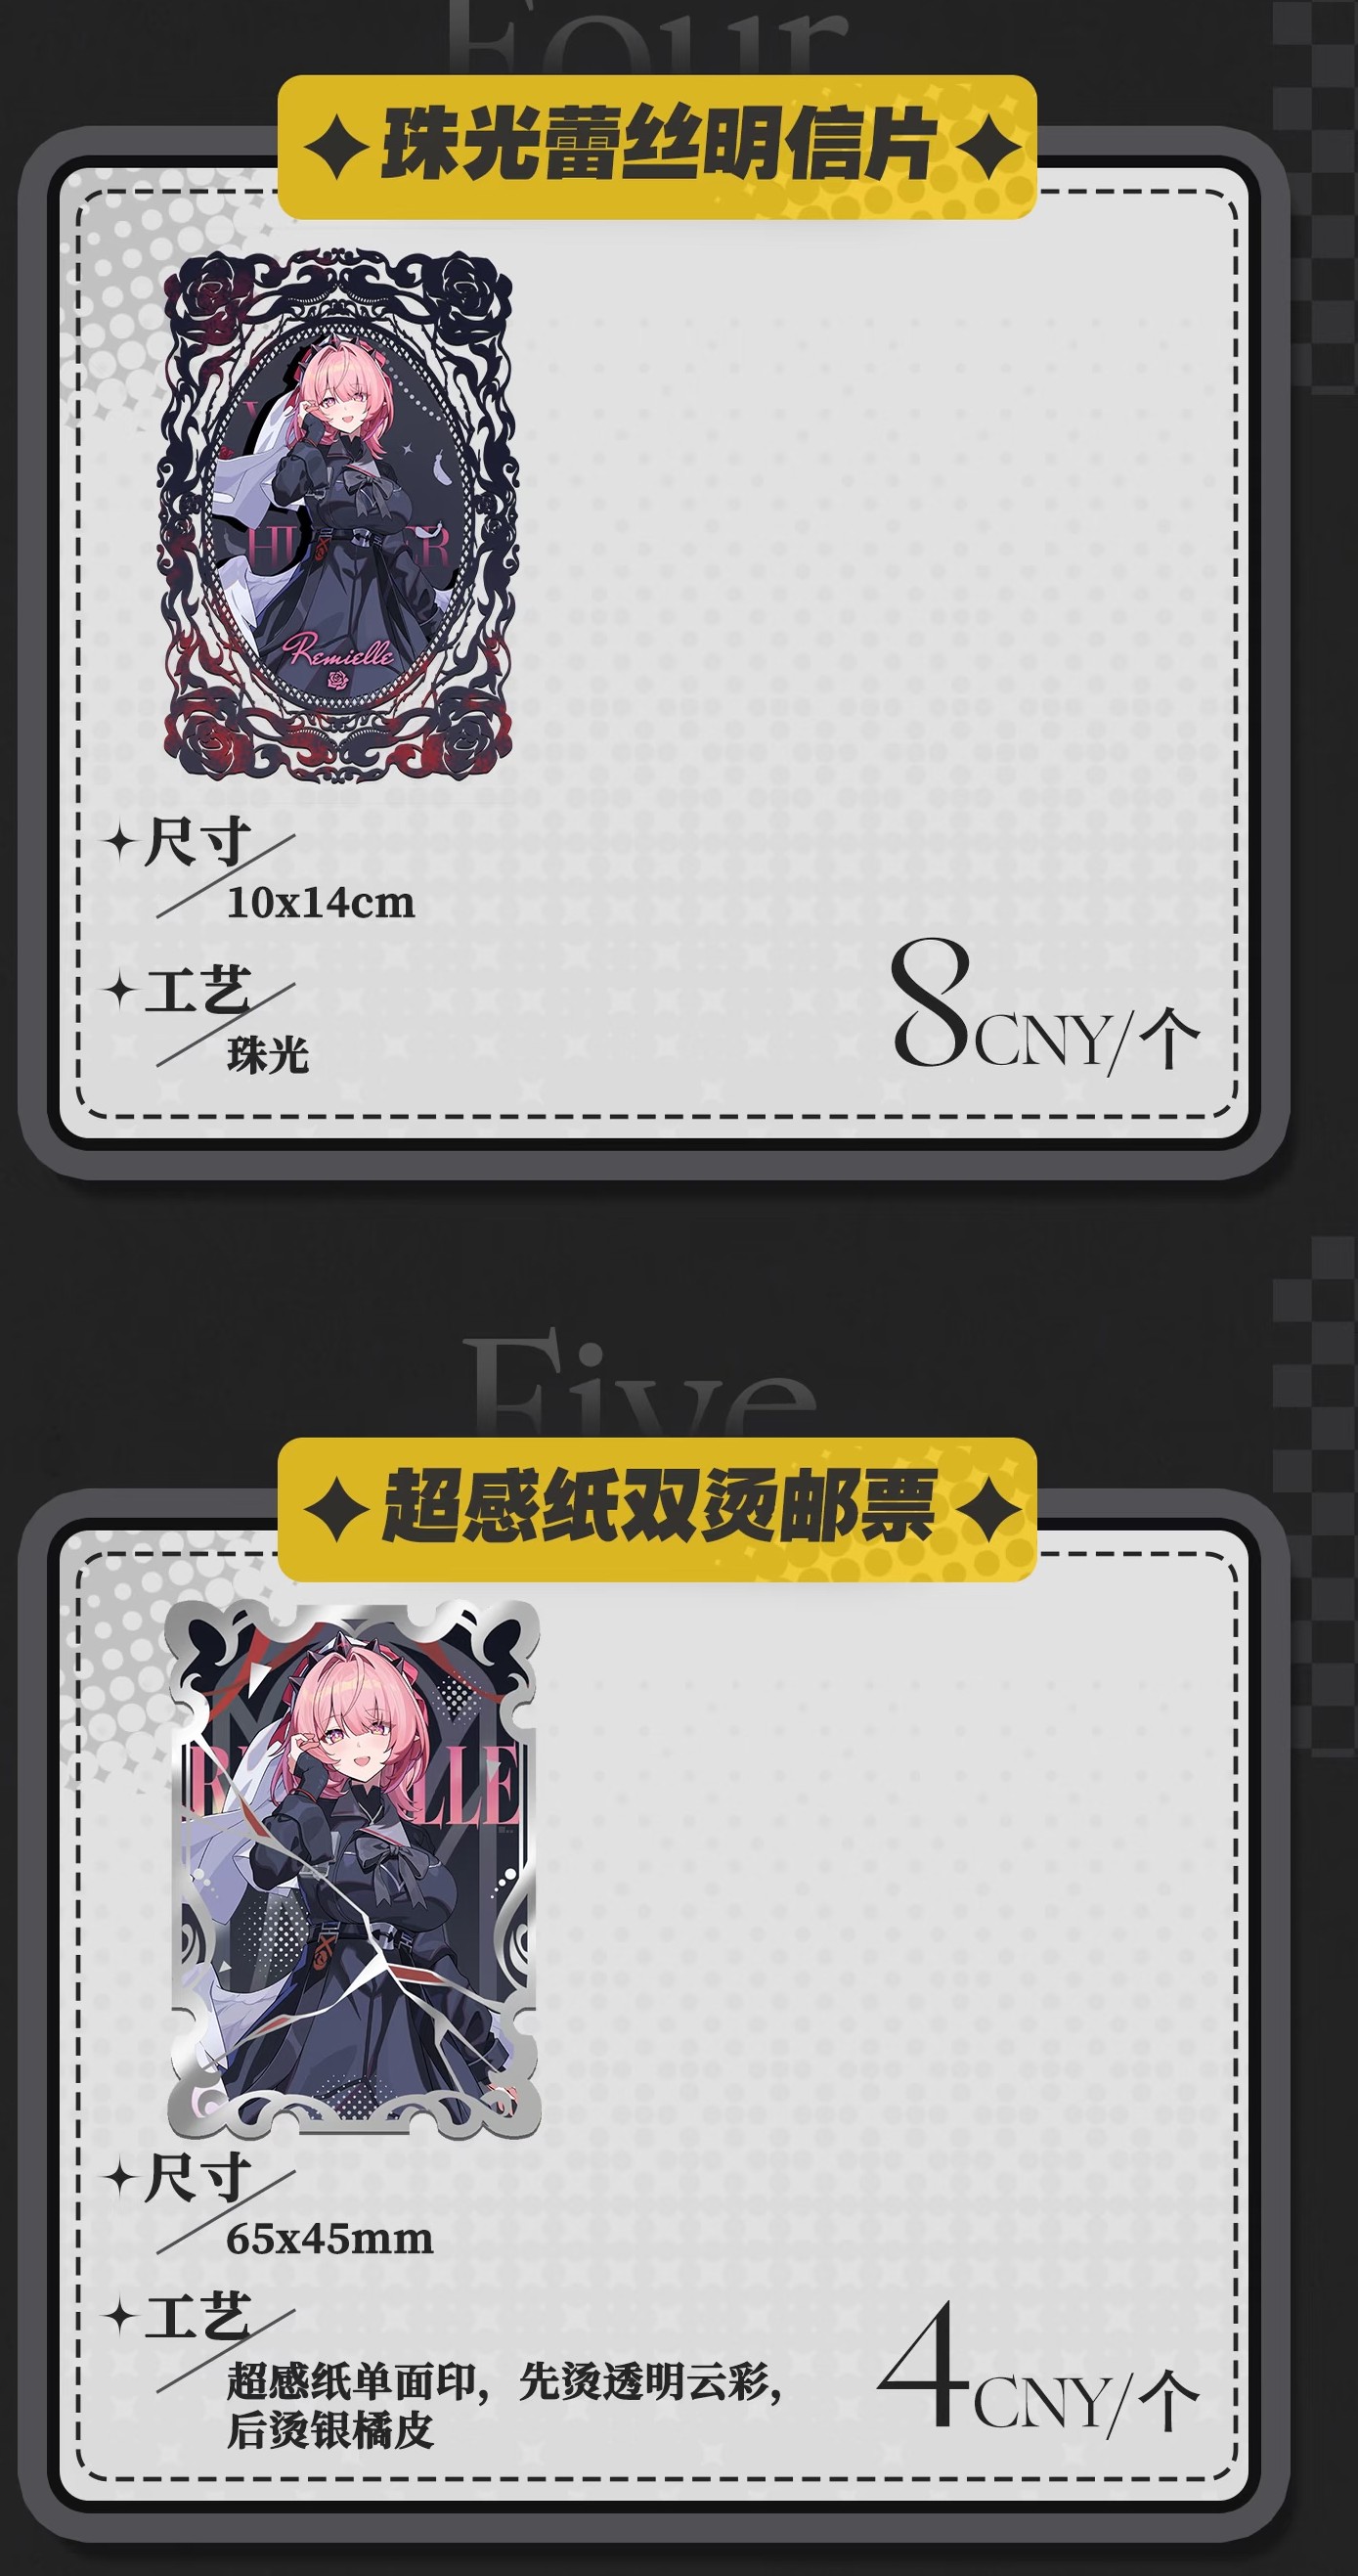 Four
珠光蕾丝明信片
Remielle
尺寸
10x14cm
工艺
珠光
8CNY/个
Five
超感纸双烫邮票
LLE
尺寸
65x45mm
工艺
超感纸单面印，先烫透明云彩，
后烫银橘皮
4CNY/个